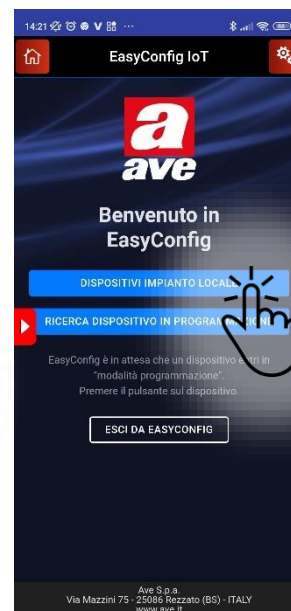 14:21
EasyConfig IoT
a
ave
Benvenuto in
EasyConfig
DISPOSITIVI IMPIANTO LOCALE
RICERCA DISPOSITIVO IN PROGRAMMAZIONE
EasyConfig è in attesa che un dispositivo entri in
"modalità programmazione".
Premere il pulsante sul dispositivo.
ESCI DA EASYCONFIG
Ave S.p.a.
Via Mazzini 75 - 25086 Rezzato (BS) - ITALY
www.ave.it